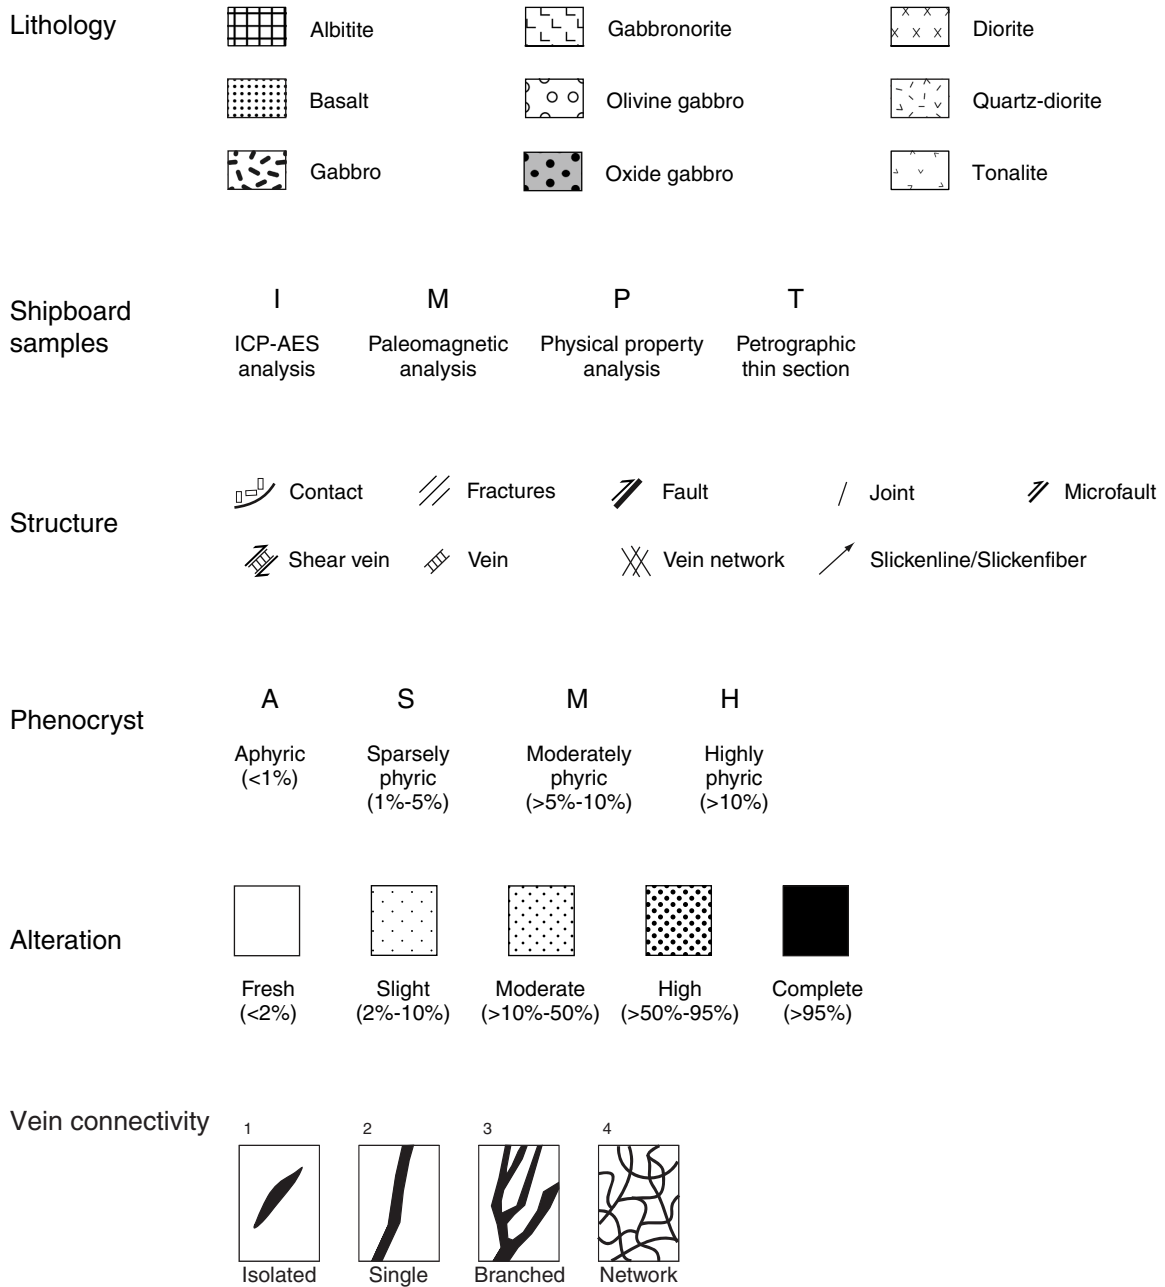 Lithology
Albitite
Gabbronorite
Diorite
Basalt
Olivine gabbro
Quartz-diorite
Gabbro
Oxide gabbro
Tonalite
Shipboard
samples
I
M
P
T
ICP-AES
analysis
Paleomagnetic
analysis
Physical property
analysis
Petrographic
thin section
Structure
Contact
Fractures
Fault
Joint
Microfault
Shear vein
Vein
Vein network
Slickenline/Slickenfiber
Phenocryst
A
S
M
H
Aphyric
(<1%)
Sparsely
phyric
(1%-5%)
Moderately
phyric
(>5%-10%)
Highly
phyric
(>10%)
Alteration
Fresh
(<2%)
Slight
(2%-10%)
Moderate
(>10%-50%)
High
(>50%-95%)
Complete
(>95%)
Vein connectivity
1
2
3
4
Isolated
Single
Branched
Network